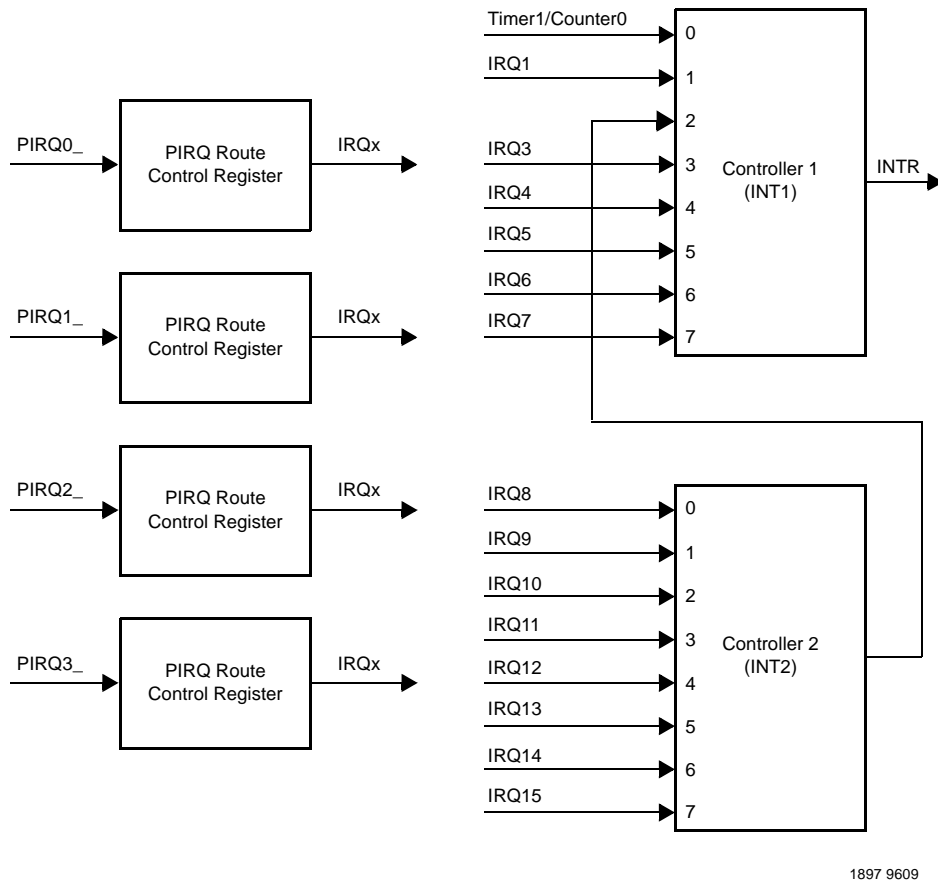 PIRQ0_
PIRQ Route
Control Register
IRQx
PIRQ1_
PIRQ Route
Control Register
IRQx
PIRQ2_
PIRQ Route
Control Register
IRQx
PIRQ3_
PIRQ Route
Control Register
IRQx
Timer1/Counter0
0
IRQ1
1
2
IRQ3
3
IRQ4
4
IRQ5
5
IRQ6
6
IRQ7
7
Controller 1
(INT1)
INTR
IRQ8
0
IRQ9
1
IRQ10
2
IRQ11
3
IRQ12
4
IRQ13
5
IRQ14
6
IRQ15
7
Controller 2
(INT2)
1897 9609